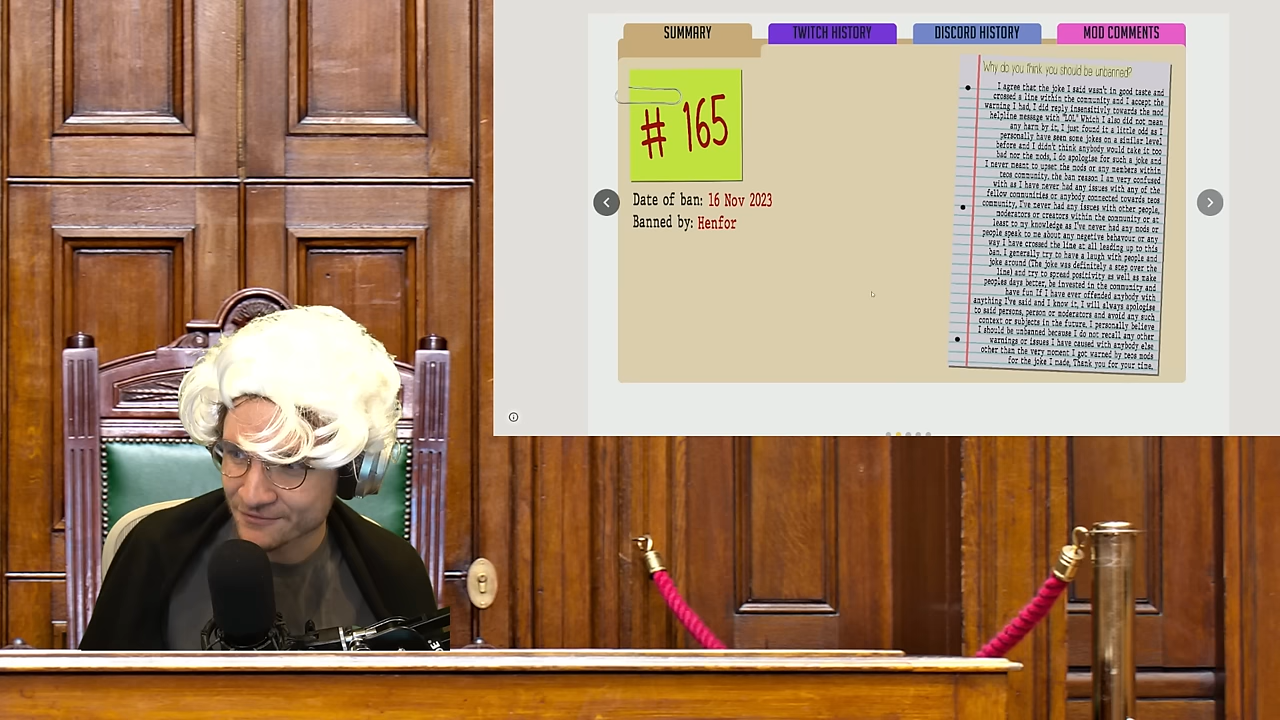 SUMMARY
TWITCH HISTORY
DISCORD HISTORY
MOD COMMENTS
# 165
Date of ban: 16 Nov 2023
Banned by: Henfor
Why do you think you should be unbanned?
I agree that the joke I said wasn't in good taste and
crossed a line within the community and I accept the
warning I had, I did reply insensitively towards the mod
helpline message with "LOL" Which I also did not mean
any harm by it, I just found it a little odd as I
personally have seen some jokes on a similar level
before and I didn't think anybody would take it too
bad nor the mods, I do apologise for such a joke and
I never meant to upset the mods or any members within
teos community, the ban reason I am very confused
with as I have never had any issues with any of the
fellow communities or anybody connected towards teos
community, I've never had any issues with other people,
moderators or creators within the community or at
least to my knowledge as I've never had any mods or
people speak to me about any negitive behaviour or any
way I have crossed the line at all leading up to this
ban. I generally try to have a laugh with people and
joke around (The joke was definitely a step over the
line) and try to spread positivity as well as make
peoples days better, be invested in the community and
have fun If I have ever offended anybody with
anything I've said and I know it, I will always apologise
to said persons, person or moderators and avoid any such
context or subjects in the future. I personally believe
I should be unbanned because I do not recall any other
warnings or issues I have caused with anybody else
other than the very moment I got warned by teos mods
for the joke I made, Thank you for your time,